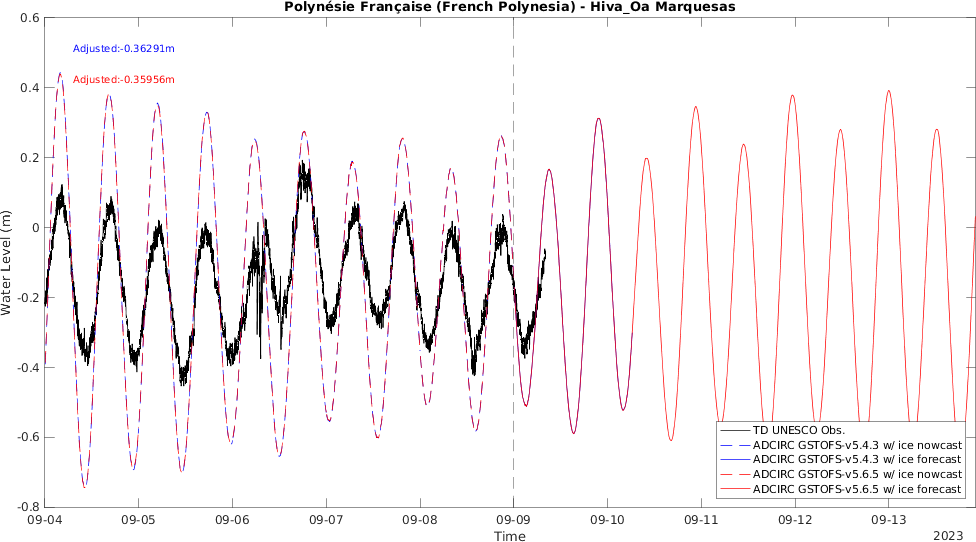 Polynésie Française (French Polynesia) - Hiva_Oa Marquesas
Adjusted:-0.36291m
Adjusted:-0.35956m
0.6
0.4
0.2
0
-0.2
-0.4
-0.6
-0.8
Water Level (m)
TD UNESCO Obs.
ADCIRC GSTOFS-v5.4.3 w/ ice nowcast
ADCIRC GSTOFS-v5.4.3 w/ ice forecast
ADCIRC GSTOFS-v5.6.5 w/ ice nowcast
ADCIRC GSTOFS-v5.6.5 w/ ice forecast
09-04 09-05 09-06 09-07 09-08 09-09 09-10 09-11 09-12 09-13
Time
2023